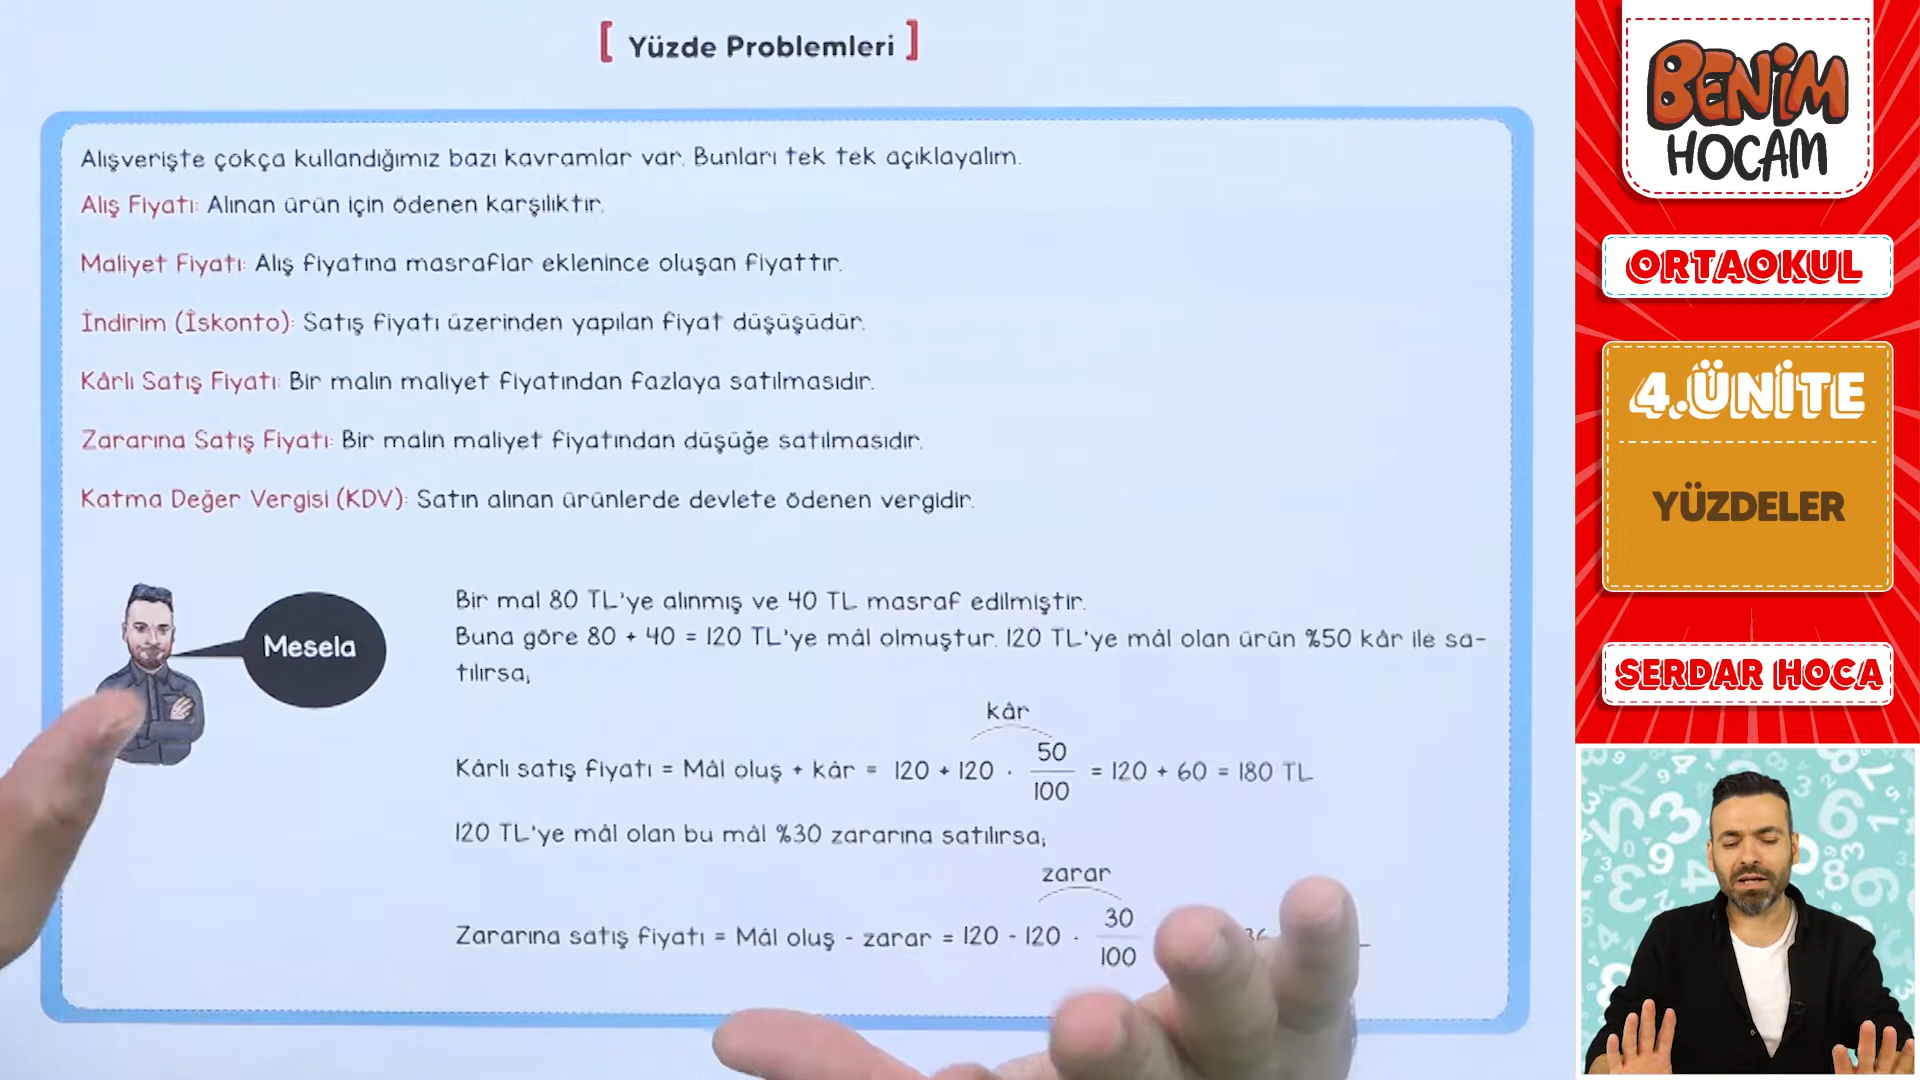 [ Yüzde Problemleri ]
Alışverişte çokça kullandığımız bazı kavramlar var. Bunları tek tek açıklayalım.
Alış Fiyatı: Alınan ürün için ödenen karşılıktır.
Maliyet Fiyatı: Alış fiyatına masraflar eklenince oluşan fiyattır.
İndirim (İskonto): Satış fiyatı üzerinden yapılan fiyat düşüşüdür.
Kârlı Satış Fiyatı: Bir malın maliyet fiyatından fazlaya satılmasıdır.
Zararına Satış Fiyatı: Bir malın maliyet fiyatından düşüğe satılmasıdır.
Katma Değer Vergisi (KDV): Satın alınan ürünlerde devlete ödenen vergidir.
Mesela
Bir mal 80 TL'ye alınmış ve 40 TL masraf edilmiştir.
Buna göre 80 + 40 = 120 TL'ye mâl olmuştur. 120 TL'ye mâl olan ürün %50 kâr ile sa-
tılırsa;
kâr
Kârlı satış fiyatı = Mâl oluş + kâr = 120 + 120 · 50/100 = 120 + 60 = 180 TL
120 TL'ye mâl olan bu mâl %30 zararına satılırsa;
zarar
Zararına satış fiyatı = Mâl oluş - zarar = 120 - 120 · 30/100
BENİM
HOCAM
ORTAOKUL
4.ÜNİTE
YÜZDELER
SERDAR HOCA